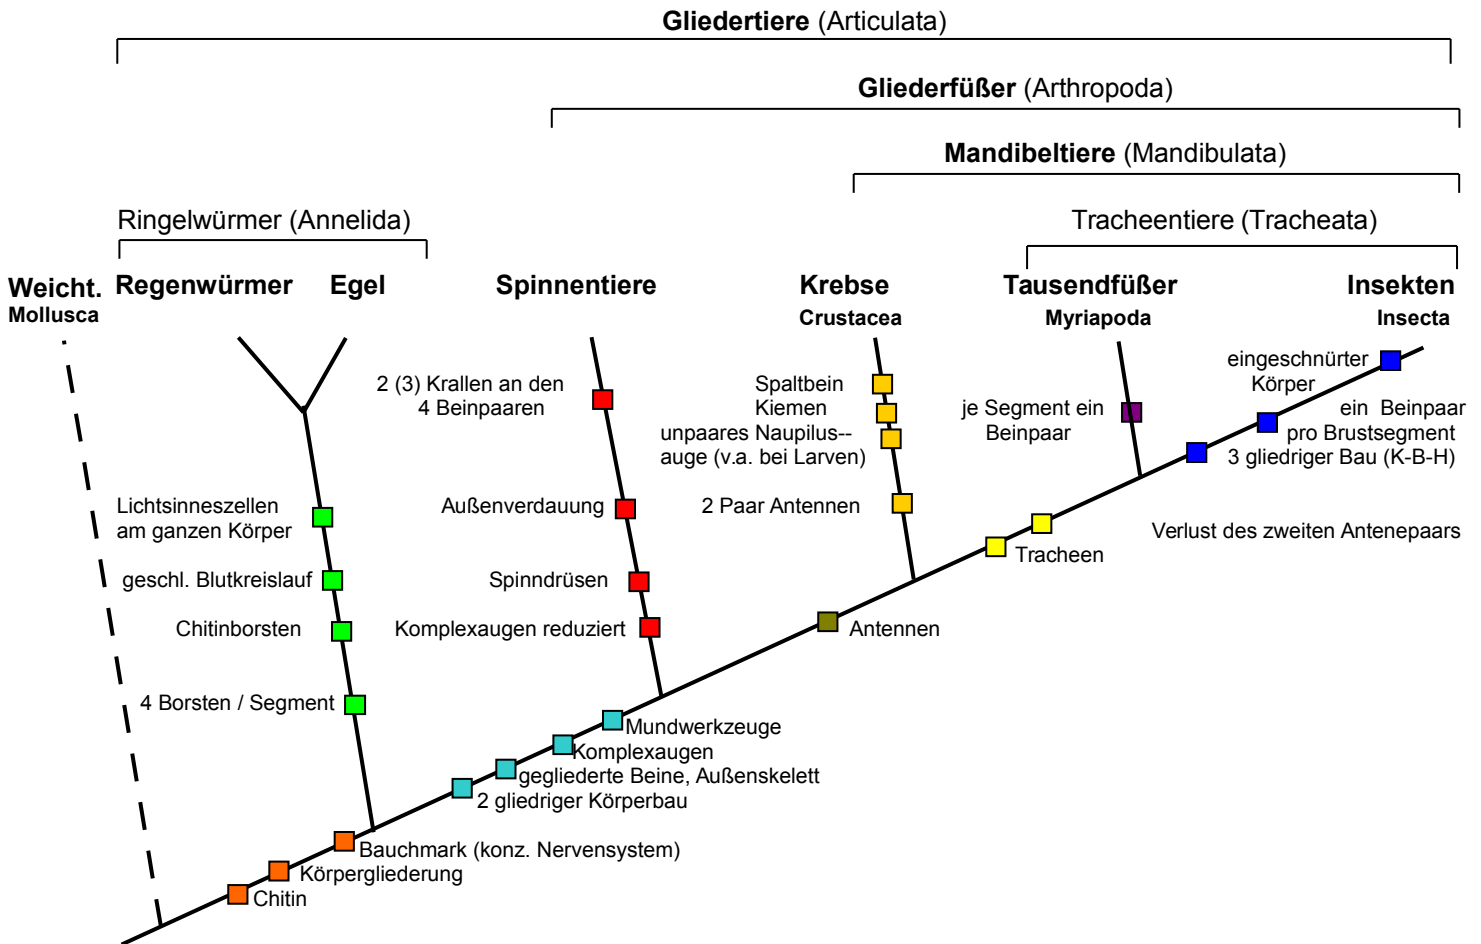 Gliedertiere (Articulata)
Gliederfüßer (Arthropoda)
Mandibeltiere (Mandibulata)
Ringelwürmer (Annelida)
Tracheentiere (Tracheata)
Weicht.
Mollusca
Regenwürmer
Egel
Spinnentiere
Krebse
Crustacea
Tausendfüßer
Myriapoda
Insekten
Insecta
2 (3) Krallen an den
4 Beinpaaren
Spaltbein
Kiemen
unpaares Naupilus--
auge (v.a. bei Larven)
je Segment ein
Beinpaar
eingeschnürter
Körper
ein Beinpaar
pro Brustsegment
3 gliedriger Bau (K-B-H)
Lichtsinneszellen
am ganzen Körper
Außenverdauung
2 Paar Antennen
Verlust des zweiten Antenepaars
Tracheen
geschl. Blutkreislauf
Spinndrüsen
Chitinborsten
Komplexaugen reduziert
Antennen
4 Borsten / Segment
Mundwerkzeuge
Komplexaugen
gegliederte Beine, Außenskelett
2 gliedriger Körperbau
Bauchmark (konz. Nervensystem)
Körpergliederung
Chitin